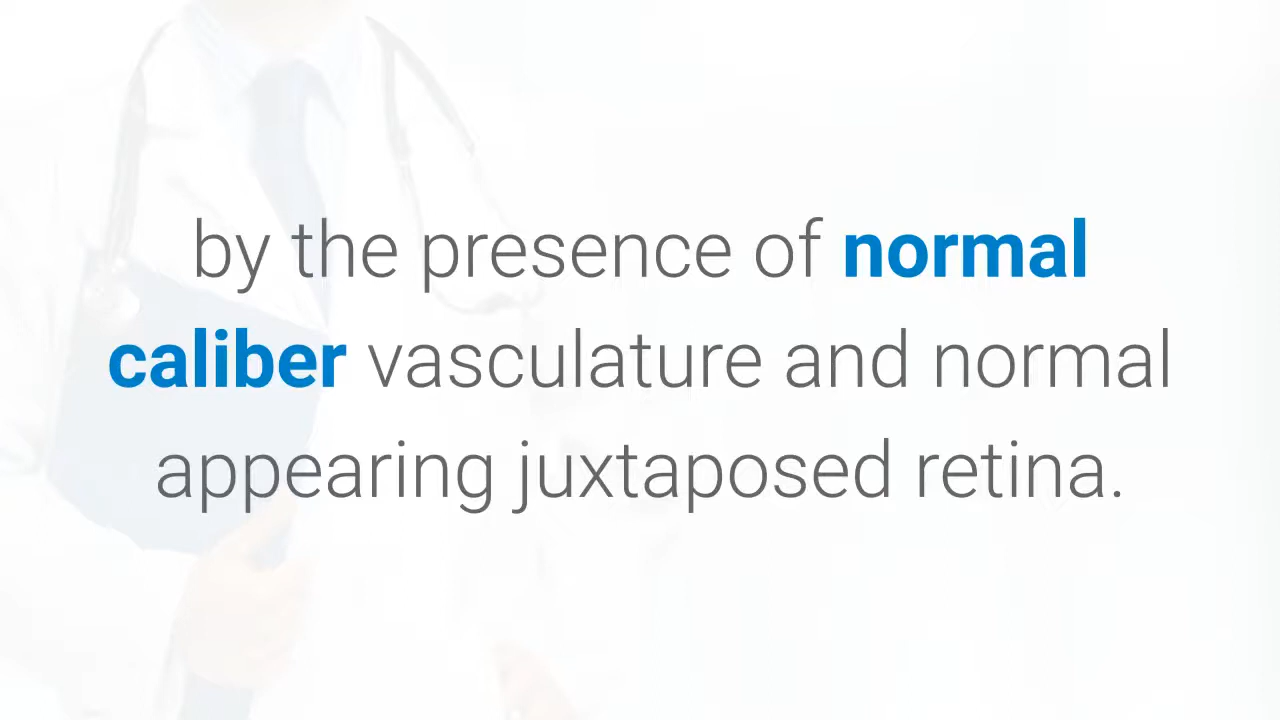 by the presence of normal
caliber vasculature and normal
appearing juxtaposed retina.